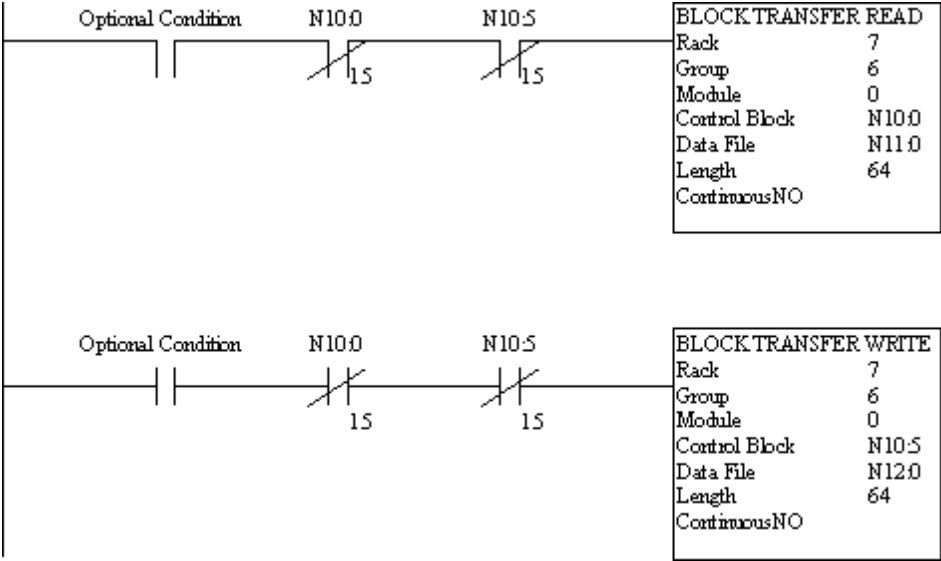 Optional Condition N10:0 N10:5 BLOCK TRANSFER READ
Rack 7
15 15 Group 6
Module 0
Control Block N10:0
Data File N11:0
Length 64
Continuous NO
Optional Condition N10:0 N10:5 BLOCK TRANSFER WRITE
Rack 7
Group 6
15 15 Module 0
Control Block N10:5
Data File N12:0
Length 64
Continuous NO